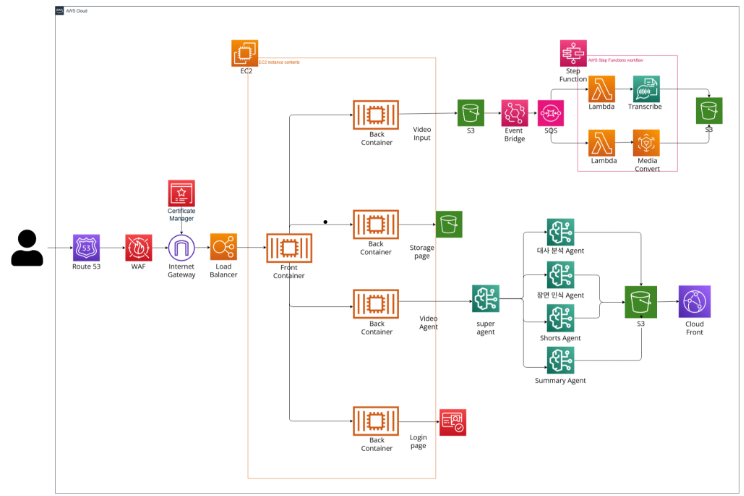 aws
AWS Cloud
EC2
EC2 instance contents
Step
Function
AWS Step Functions workflow
Lambda
Transcribe
Back
Container
Video
Input
S3
Event
Bridge
SQS
S3
Lambda
Media
Convert
Certificate
Manager
53
Route 53
WAF
Internet
Gateway
Load
Balancer
Front
Container
Back
Container
Storage
page
대사 분석 Agent
장면 인식 Agent
Back
Container
Video
Agent
super
agent
Shorts Agent
S3
Cloud
Front
Summary Agent
Back
Container
Login
page